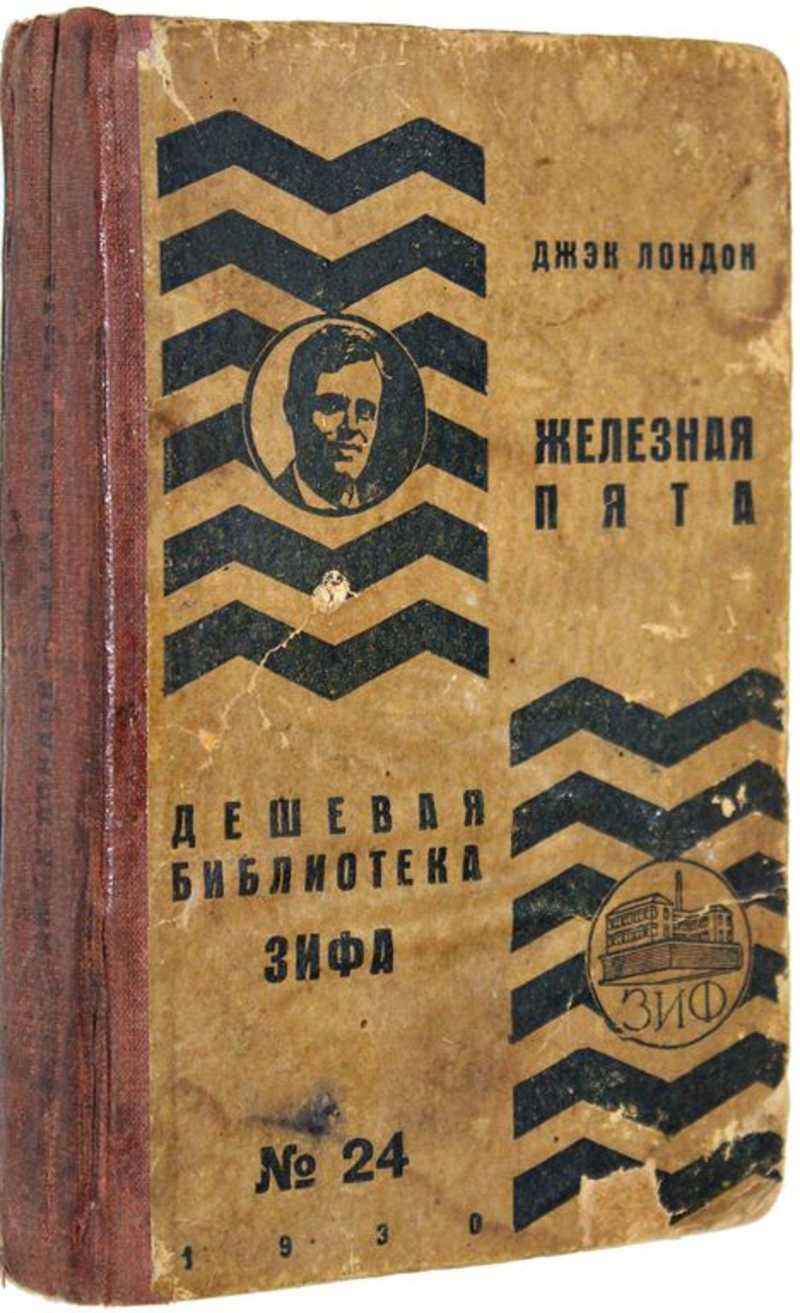 ДЖЭК ЛОНДОН
ЖЕЛЕЗНАЯ
ПЯТА
ДЕШЕВАЯ
БИБЛИОТЕКА
ЗИФА
ЗИФ
№ 24
1930